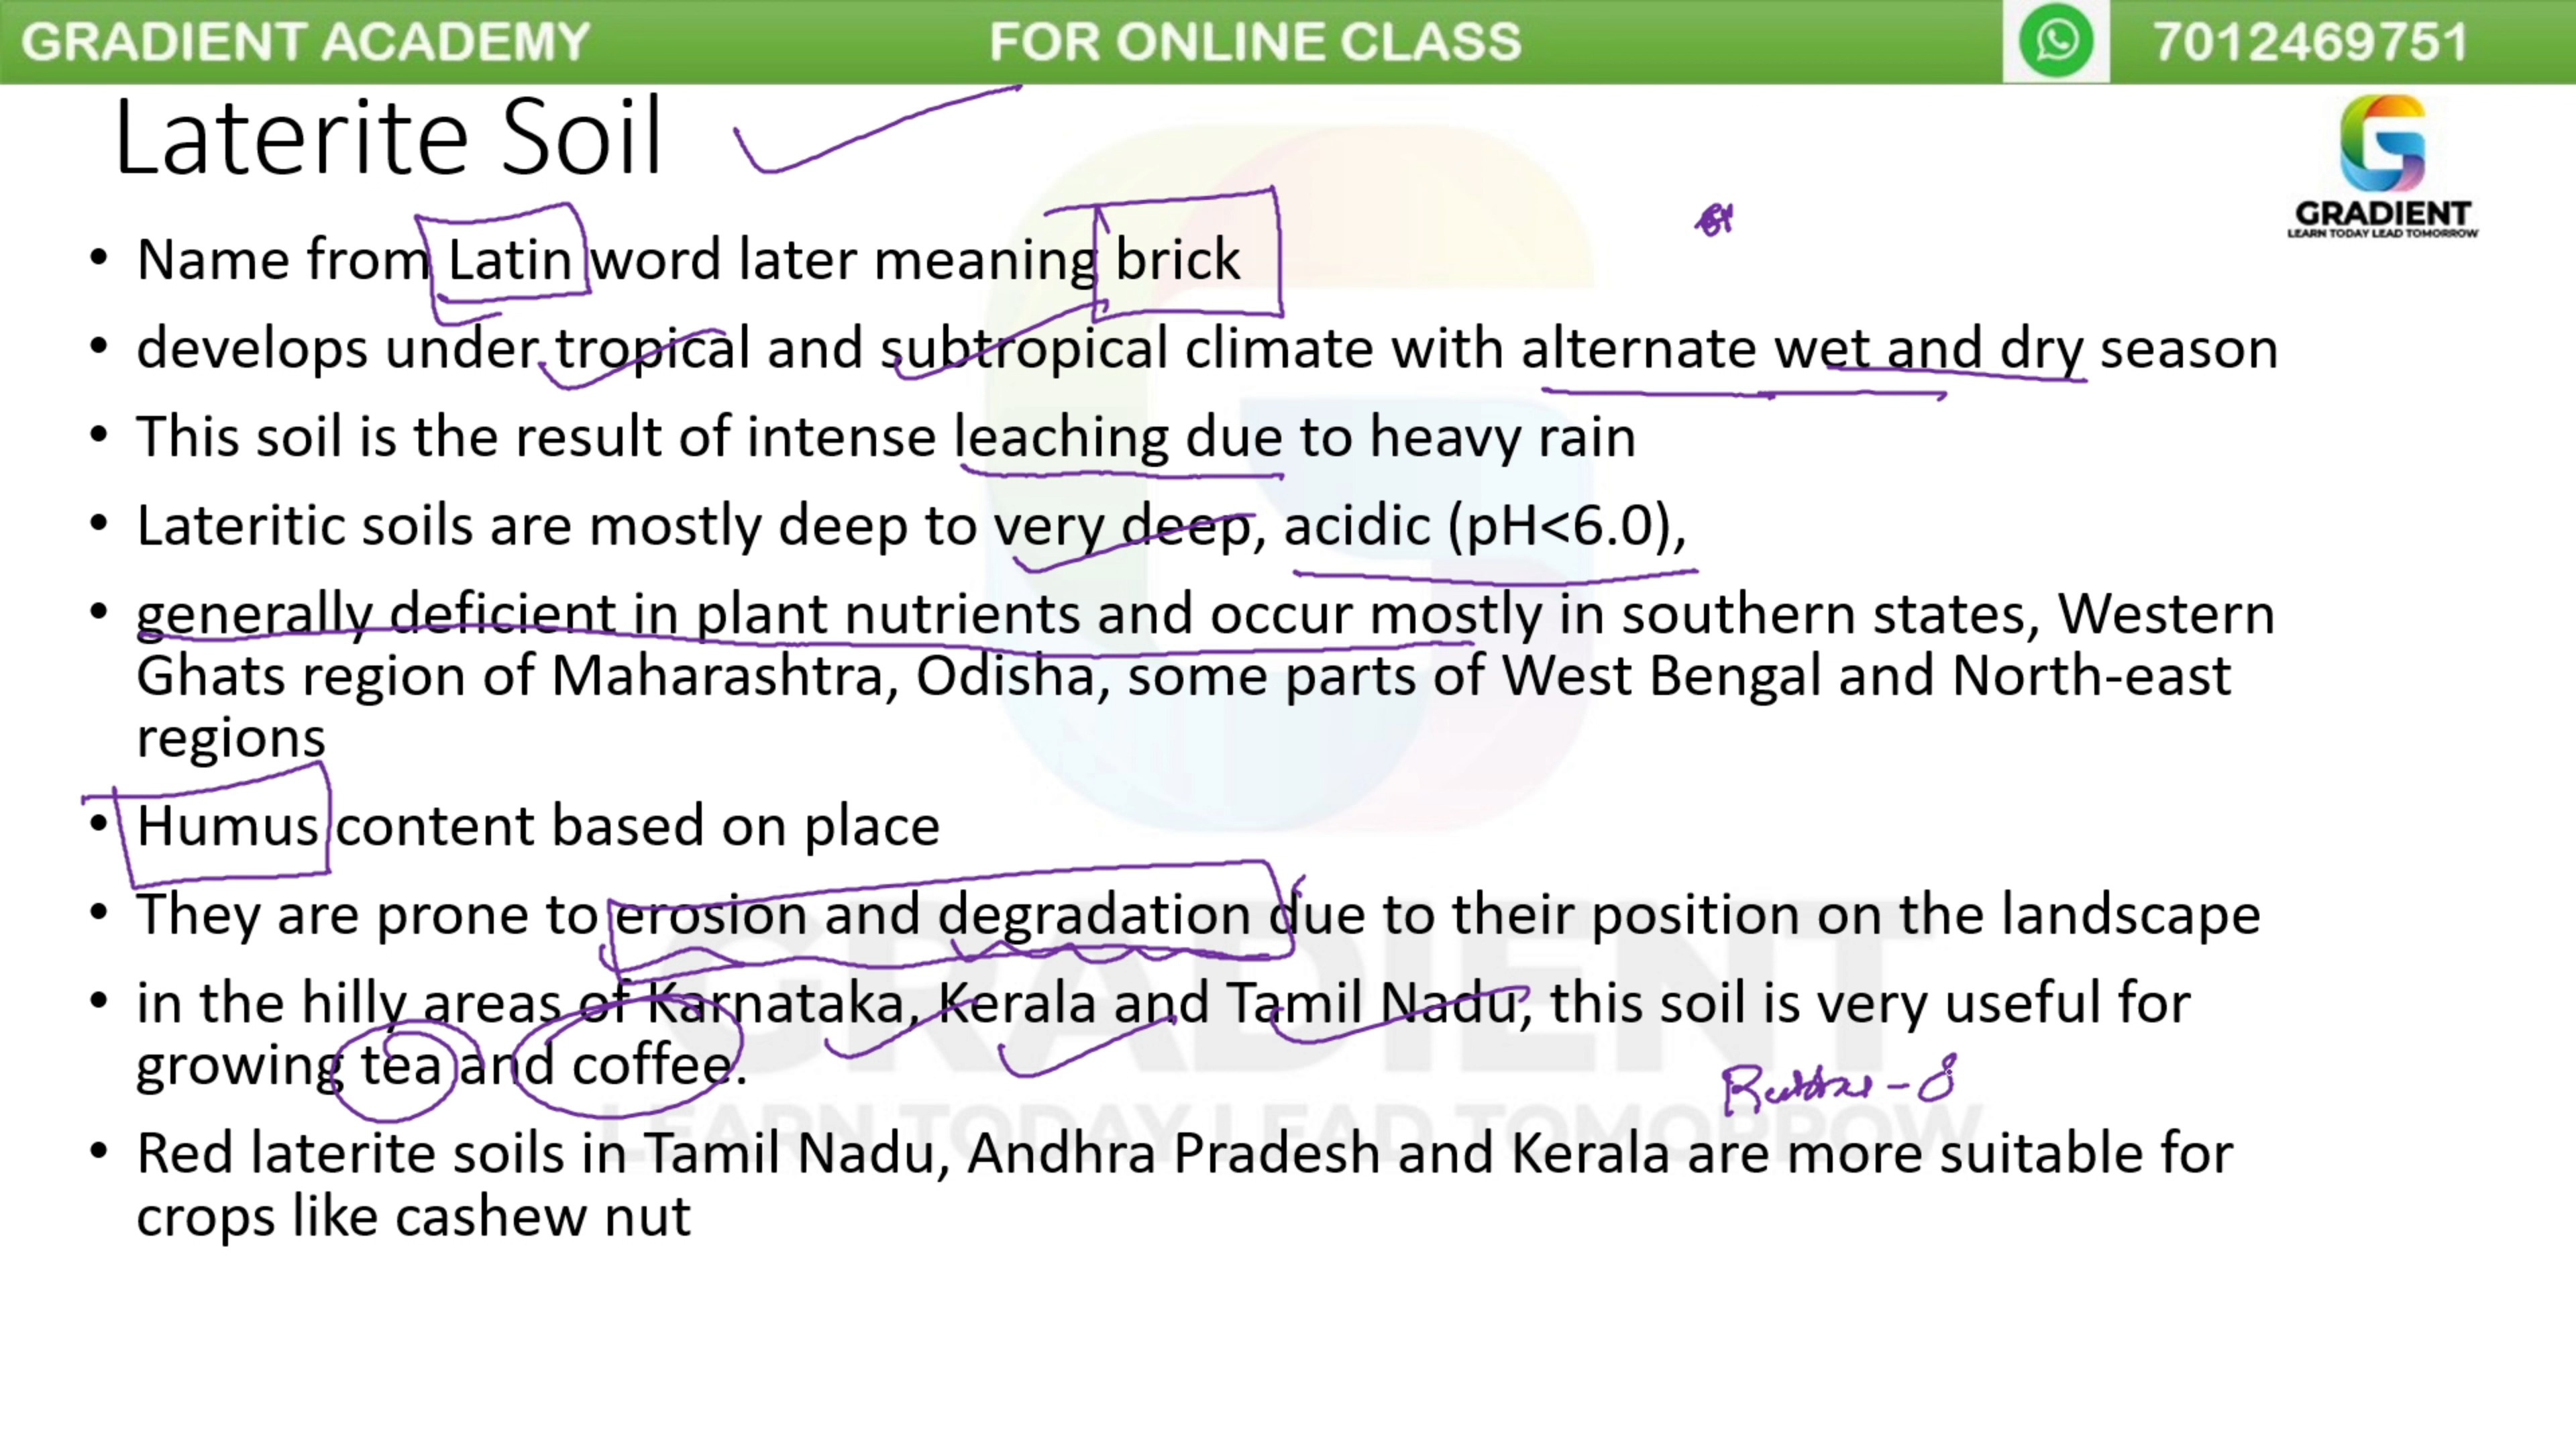 GRADIENT ACADEMY FOR ONLINE CLASS 7012469751
Laterite Soil
GRADIENT
LEARN TODAY LEAD TOMORROW
• Name from Latin word later meaning brick
• develops under tropical and subtropical climate with alternate wet and dry season
• This soil is the result of intense leaching due to heavy rain
• Lateritic soils are mostly deep to very deep, acidic (pH<6.0),
• generally deficient in plant nutrients and occur mostly in southern states, Western
Ghats region of Maharashtra, Odisha, some parts of West Bengal and North-east
regions
• Humus content based on place
• They are prone to erosion and degradation due to their position on the landscape
• in the hilly areas of Karnataka, Kerala and Tamil Nadu, this soil is very useful for
growing tea and coffee.
• Red laterite soils in Tamil Nadu, Andhra Pradesh and Kerala are more suitable for
crops like cashew nut
GRADIENT
LEARN TODAY LEAD TOMORROW